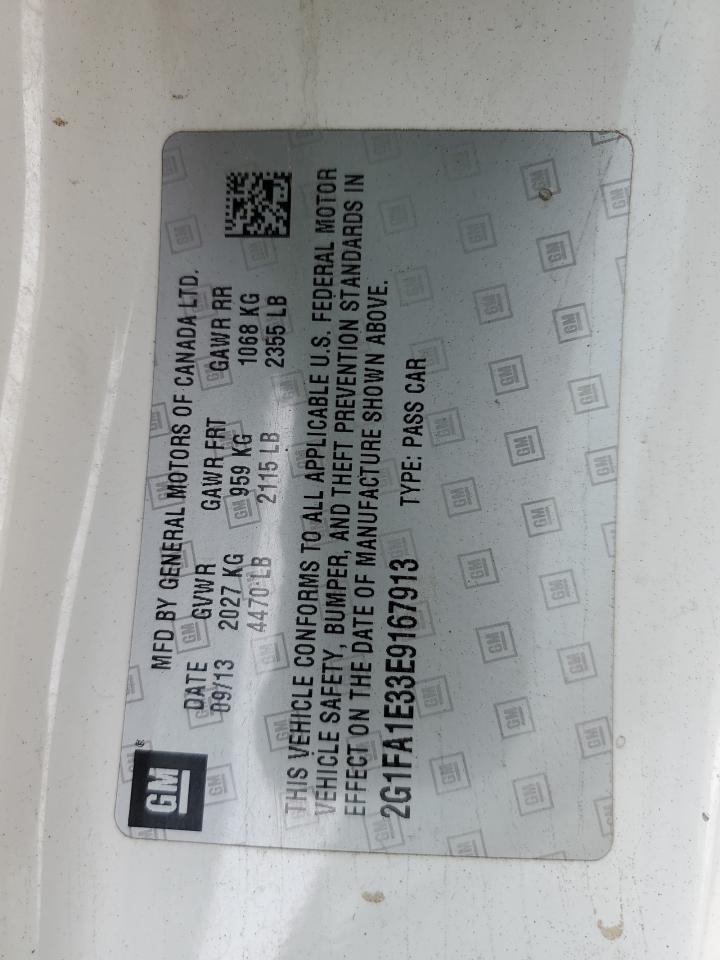 GM
MFD BY GENERAL MOTORS OF CANADA LTD.
DATE GVWR GAWR FRT GAWR RR
09/13 2027 KG 959 KG 1068 KG
4470 LB 2115 LB 2355 LB
THIS VEHICLE CONFORMS TO ALL APPLICABLE U.S. FEDERAL MOTOR
VEHICLE SAFETY, BUMPER, AND THEFT PREVENTION STANDARDS IN
EFFECT ON THE DATE OF MANUFACTURE SHOWN ABOVE.
2G1FA1E33E9167913 TYPE: PASS CAR